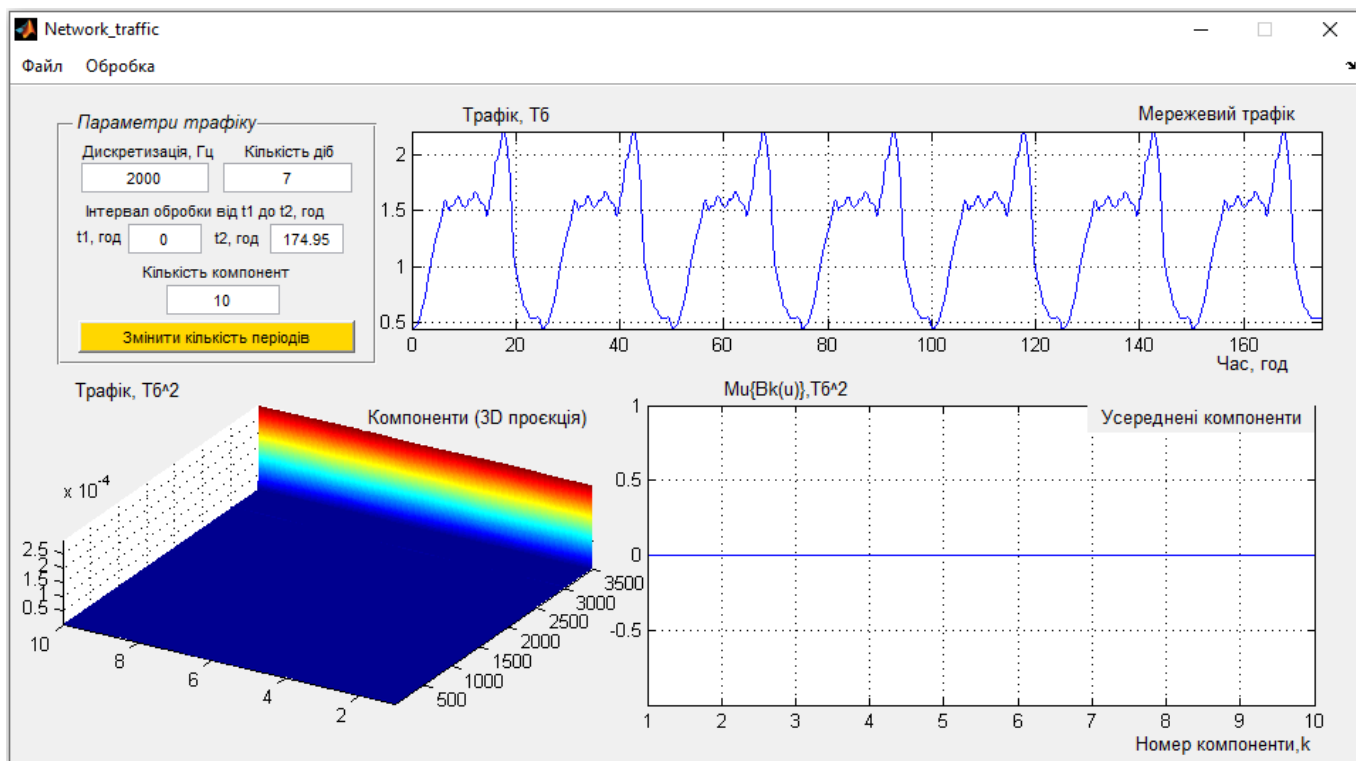 Network_traffic
Файл Обробка
Параметри трафіку
Дискретизація, Гц Кількість діб
2000 7
Інтервал обробки від t1 до t2, год
t1, год 0 t2, год 174.95
Кількість компонент
10
Змінити кількість періодів
Трафік, Тб Мережевий трафік
2
1.5
1
0.5
0 20 40 60 80 100 120 140 160
Час, год
Трафік, Тб^2
Компоненти (3D проєкція)
x 10^-4
2.5
2
1.5
1
0.5
10 8 6 4 2
500 1000 1500 2000 2500 3000 3500
Mu{Bk(u)},Тб^2
Усереднені компоненти
1
0.5
0
-0.5
1 2 3 4 5 6 7 8 9 10
Номер компоненти,k